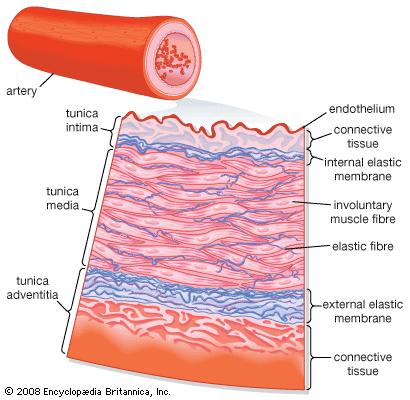 artery
tunica
intima
tunica
media
tunica
adventitia
endothelium
connective
tissue
internal elastic
membrane
involuntary
muscle fibre
elastic fibre
external elastic
membrane
connective
tissue
© 2008 Encyclopædia Britannica, Inc.